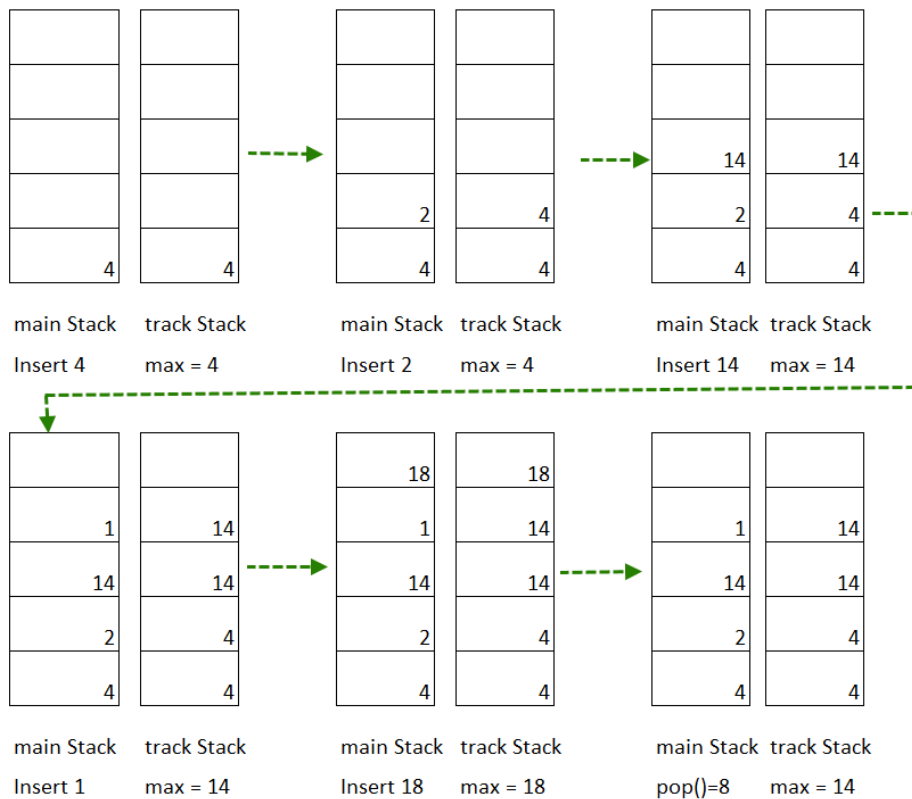 14 14
2 4 2 4
4 4 4 4 4 4
main Stack track Stack main Stack track Stack main Stack track Stack
Insert 4 max = 4 Insert 2 max = 4 Insert 14 max = 14
18 18
1 14 1 14 1 14
14 14 14 14 14 14
2 4 2 4 2 4
4 4 4 4 4 4
main Stack track Stack main Stack track Stack main Stack track Stack
Insert 1 max = 14 Insert 18 max = 18 pop()=8 max = 14